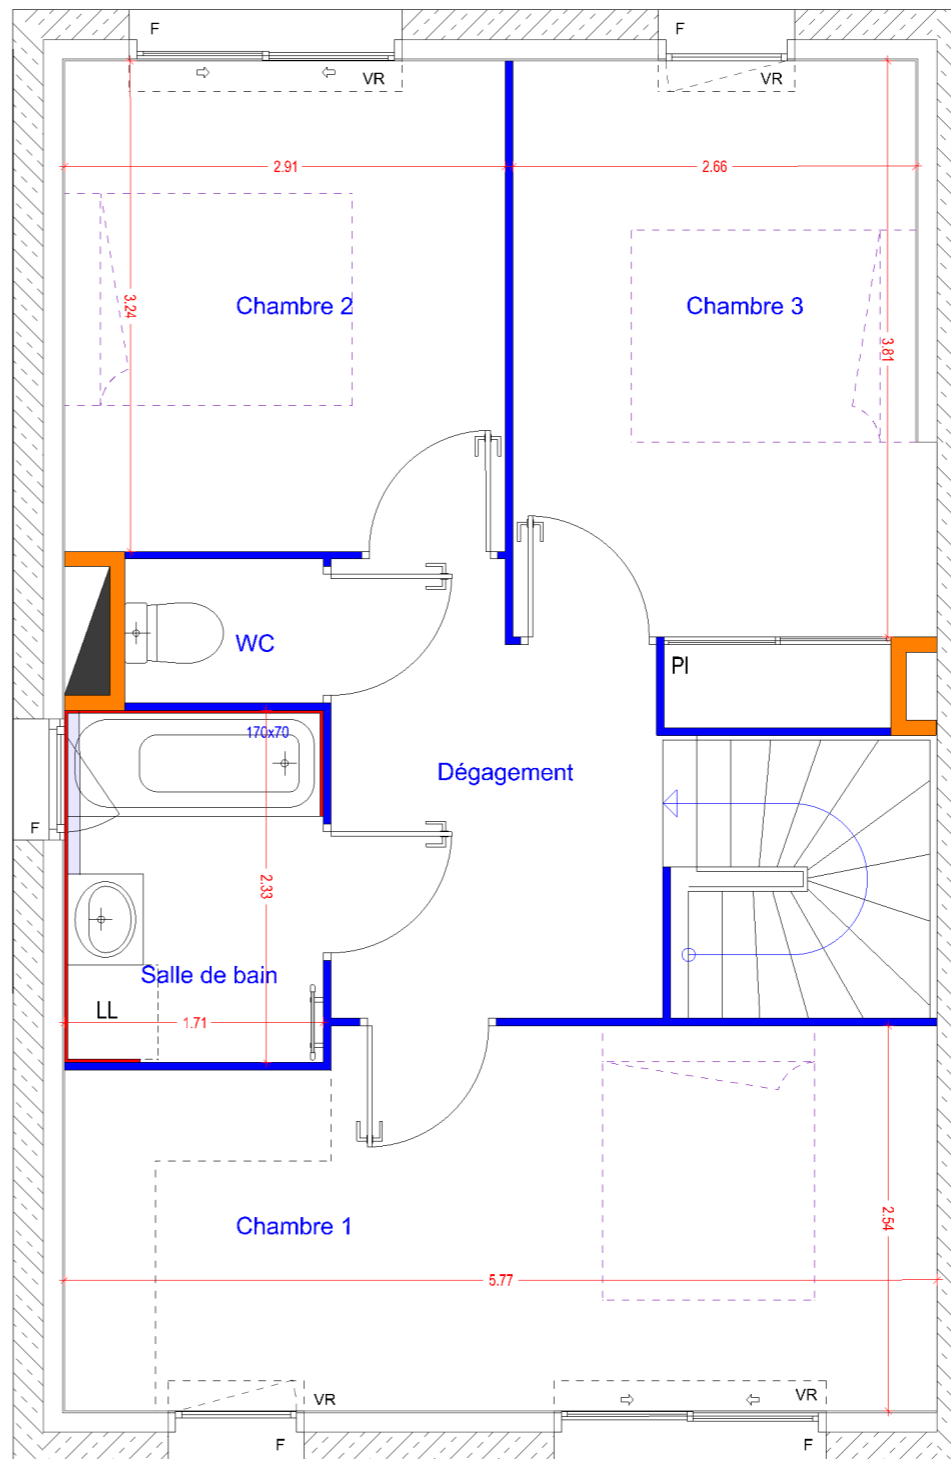 F
F
VR
VR
2.91
2.66
3.24
Chambre 2
Chambre 3
3.81
WC
PI
170x70
Dégagement
F
2.33
Salle de bain
LL
1.71
Chambre 1
2.54
5.77
VR
VR
F
F